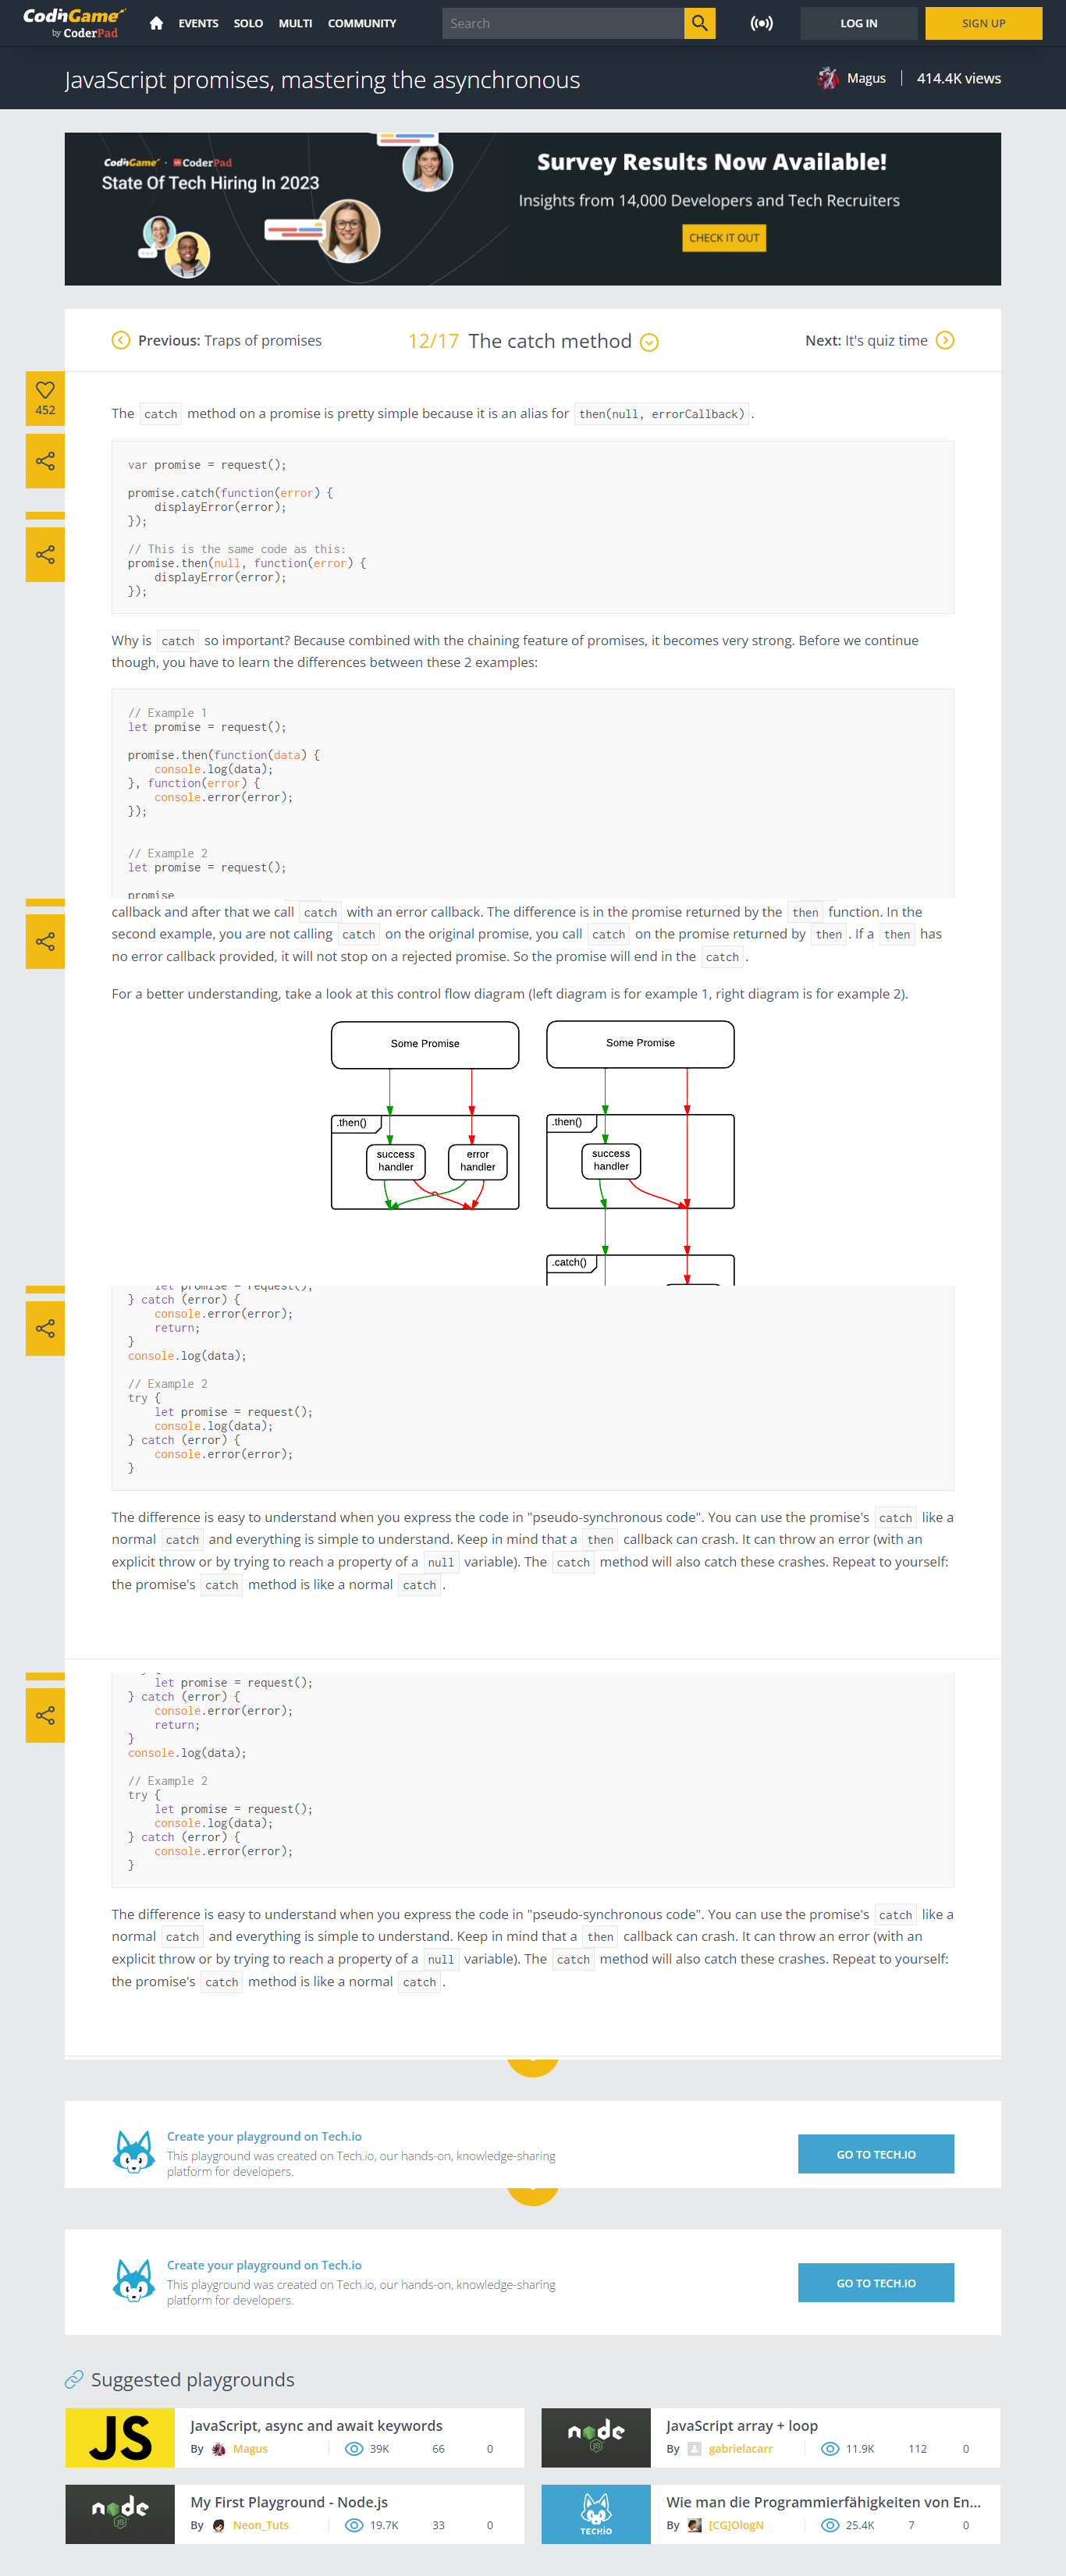 CodinGame
by CoderPad
EVENTS SOLO MULTI COMMUNITY
Search
LOG IN
SIGN UP
JavaScript promises, mastering the asynchronous
Magus
414.4K views
CodinGame · CoderPad
State Of Tech Hiring In 2023
Survey Results Now Available!
Insights from 14,000 Developers and Tech Recruiters
CHECK IT OUT
Previous: Traps of promises
12/17 The catch method
Next: It's quiz time
452
The catch method on a promise is pretty simple because it is an alias for then(null, errorCallback) .
var promise = request();
promise.catch(function(error) {
displayError(error);
});
// This is the same code as this:
promise.then(null, function(error) {
displayError(error);
});
Why is catch so important? Because combined with the chaining feature of promises, it becomes very strong. Before we continue
though, you have to learn the differences between these 2 examples:
// Example 1
let promise = request();
promise.then(function(data) {
console.log(data);
}, function(error) {
console.error(error);
});
// Example 2
let promise = request();
promise
callback and after that we call catch with an error callback. The difference is in the promise returned by the then function. In the
second example, you are not calling catch on the original promise, you call catch on the promise returned by then . If a then has
no error callback provided, it will not stop on a rejected promise. So the promise will end in the catch .
For a better understanding, take a look at this control flow diagram (left diagram is for example 1, right diagram is for example 2).
Some Promise
Some Promise
.then()
.then()
success
handler
error
handler
success
handler
.catch()
let promise = request();
} catch (error) {
console.error(error);
return;
}
console.log(data);
// Example 2
try {
let promise = request();
console.log(data);
} catch (error) {
console.error(error);
}
The difference is easy to understand when you express the code in "pseudo-synchronous code". You can use the promise's catch like a
normal catch and everything is simple to understand. Keep in mind that a then callback can crash. It can throw an error (with an
explicit throw or by trying to reach a property of a null variable). The catch method will also catch these crashes. Repeat to yourself:
the promise's catch method is like a normal catch .
let promise = request();
} catch (error) {
console.error(error);
return;
}
console.log(data);
// Example 2
try {
let promise = request();
console.log(data);
} catch (error) {
console.error(error);
}
The difference is easy to understand when you express the code in "pseudo-synchronous code". You can use the promise's catch like a
normal catch and everything is simple to understand. Keep in mind that a then callback can crash. It can throw an error (with an
explicit throw or by trying to reach a property of a null variable). The catch method will also catch these crashes. Repeat to yourself:
the promise's catch method is like a normal catch .
Create your playground on Tech.io
This playground was created on Tech.io, our hands-on, knowledge-sharing
platform for developers.
GO TO TECH.IO
Create your playground on Tech.io
This playground was created on Tech.io, our hands-on, knowledge-sharing
platform for developers.
GO TO TECH.IO
Suggested playgrounds
JS
JavaScript, async and await keywords
By Magus 39K 66 0
node
JS
JavaScript array + loop
By gabrielacarr 11.9K 112 0
node
JS
My First Playground - Node.js
By Neon_Tuts 19.7K 33 0
TECH.IO
Wie man die Programmierfähigkeiten von En...
By [CG]OlogN 25.4K 7 0